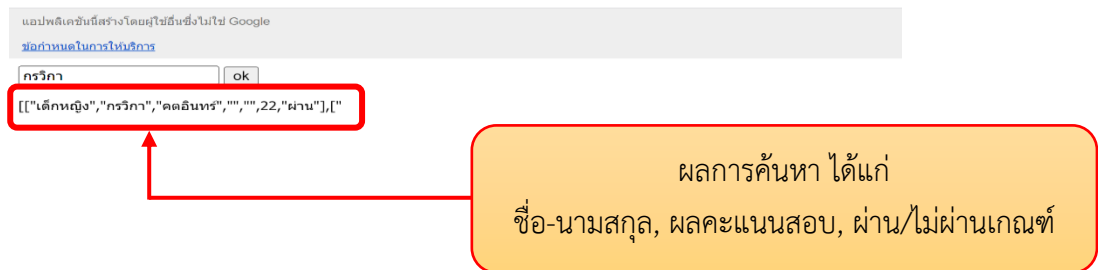 แอปพลิเคชันนี้สร้างโดยผู้ใช้อื่นซึ่งไม่ใช่ Google
ข้อกำหนดในการให้บริการ
กรวิกา ok
[["เด็กหญิง","กรวิกา","คตอินทร์","","",22,"ผ่าน"],["
ผลการค้นหา ได้แก่
ชื่อ-นามสกุล, ผลคะแนนสอบ, ผ่าน/ไม่ผ่านเกณฑ์